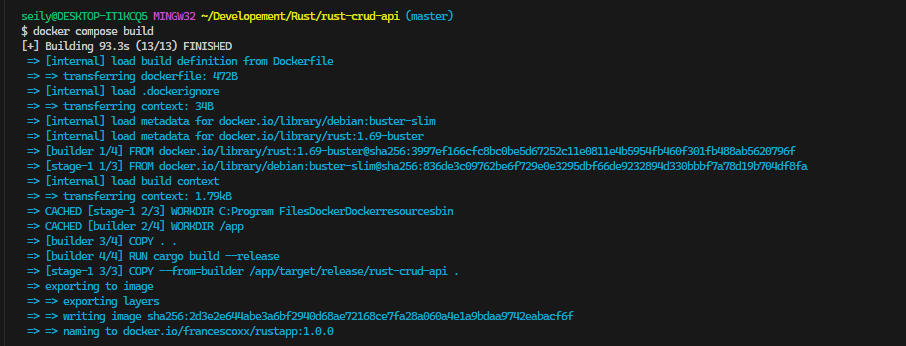 seily@DESKTOP-IT1KCQ5 MINGW32 ~/Developement/Rust/rust-crud-api (master)
$ docker compose build
[+] Building 93.3s (13/13) FINISHED
=> [internal] load build definition from Dockerfile
=> => transferring dockerfile: 472B
=> [internal] load .dockerignore
=> => transferring context: 34B
=> [internal] load metadata for docker.io/library/debian:buster-slim
=> [internal] load metadata for docker.io/library/rust:1.69-buster
=> [builder 1/4] FROM docker.io/library/rust:1.69-buster@sha256:3997ef166cfc8bc0be5d67252c11e0811e4b5954fb460f301fb488ab5620796f
=> [stage-1 1/3] FROM docker.io/library/debian:buster-slim@sha256:836de3c09762be6f729e0e3295dbf66de9232894d330bbbf7a78d19b704df8fa
=> [internal] load build context
=> => transferring context: 1.79kB
=> CACHED [stage-1 2/3] WORKDIR C:Program FilesDockerDockerresourcesbin
=> CACHED [builder 2/4] WORKDIR /app
=> [builder 3/4] COPY . .
=> [builder 4/4] RUN cargo build --release
=> [stage-1 3/3] COPY --from=builder /app/target/release/rust-crud-api .
=> exporting to image
=> => exporting layers
=> => writing image sha256:2d3e2e644abe3a6bf2940d68ae72168ce7fa28a060a4e1a9bdaa9742eabacf6f
=> => naming to docker.io/francescoxx/rustapp:1.0.0